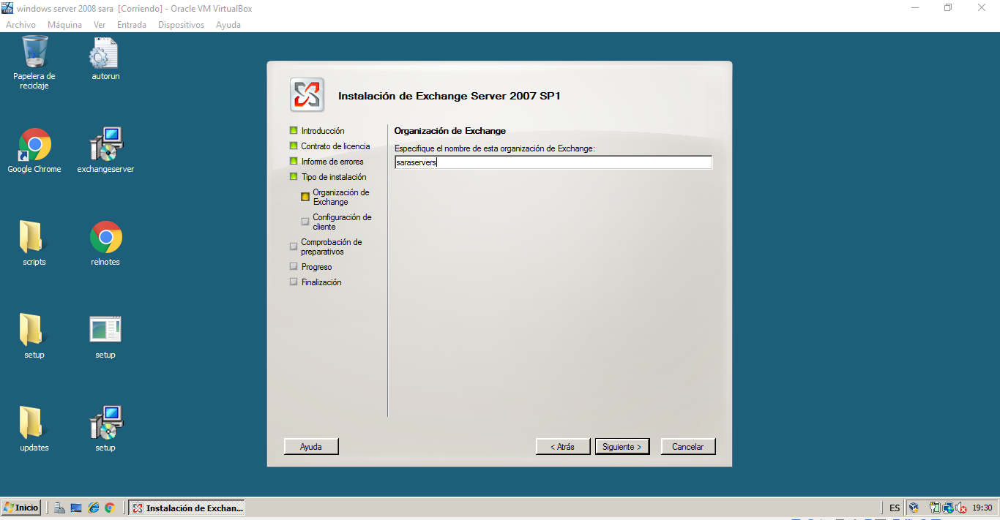 windows server 2008 sara [Corriendo] - Oracle VM VirtualBox
Archivo Máquina Ver Entrada Dispositivos Ayuda
Papelera de
reciclaje
autorun
Google Chrome
exchangeserver
scripts
relnotes
setup
setup
updates
setup
Instalación de Exchange Server 2007 SP1
Introducción
Contrato de licencia
Informe de errores
Tipo de instalación
Organización de
Exchange
Configuración de
cliente
Comprobación de
preparativos
Progreso
Finalización
Organización de Exchange
Especifique el nombre de esta organización de Exchange:
saraservers
Ayuda
< Atrás
Siguiente >
Cancelar
Inicio
Instalación de Exchan...
ES
19:30